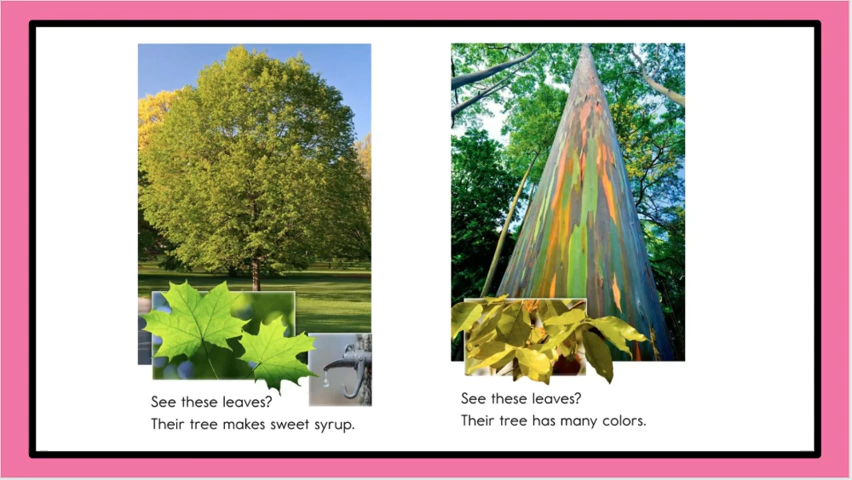 See these leaves?
Their tree makes sweet syrup.
See these leaves?
Their tree has many colors.